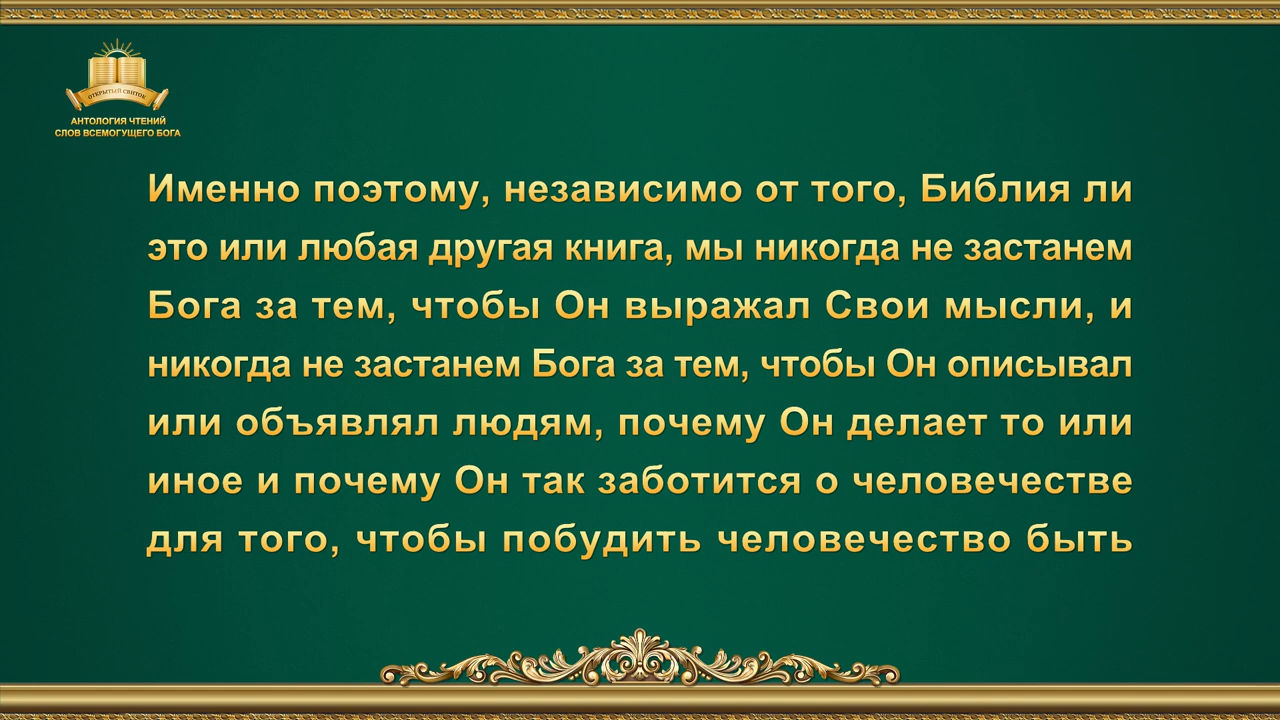 ОТКРЫТЫЙ СВИТОК
АНТОЛОГИЯ ЧТЕНИЙ
СЛОВ ВСЕМОГУЩЕГО БОГА
Именно поэтому, независимо от того, Библия ли
это или любая другая книга, мы никогда не застанем
Бога за тем, чтобы Он выражал Свои мысли, и
никогда не застанем Бога за тем, чтобы Он описывал
или объявлял людям, почему Он делает то или
иное и почему Он так заботится о человечестве
для того, чтобы побудить человечество быть